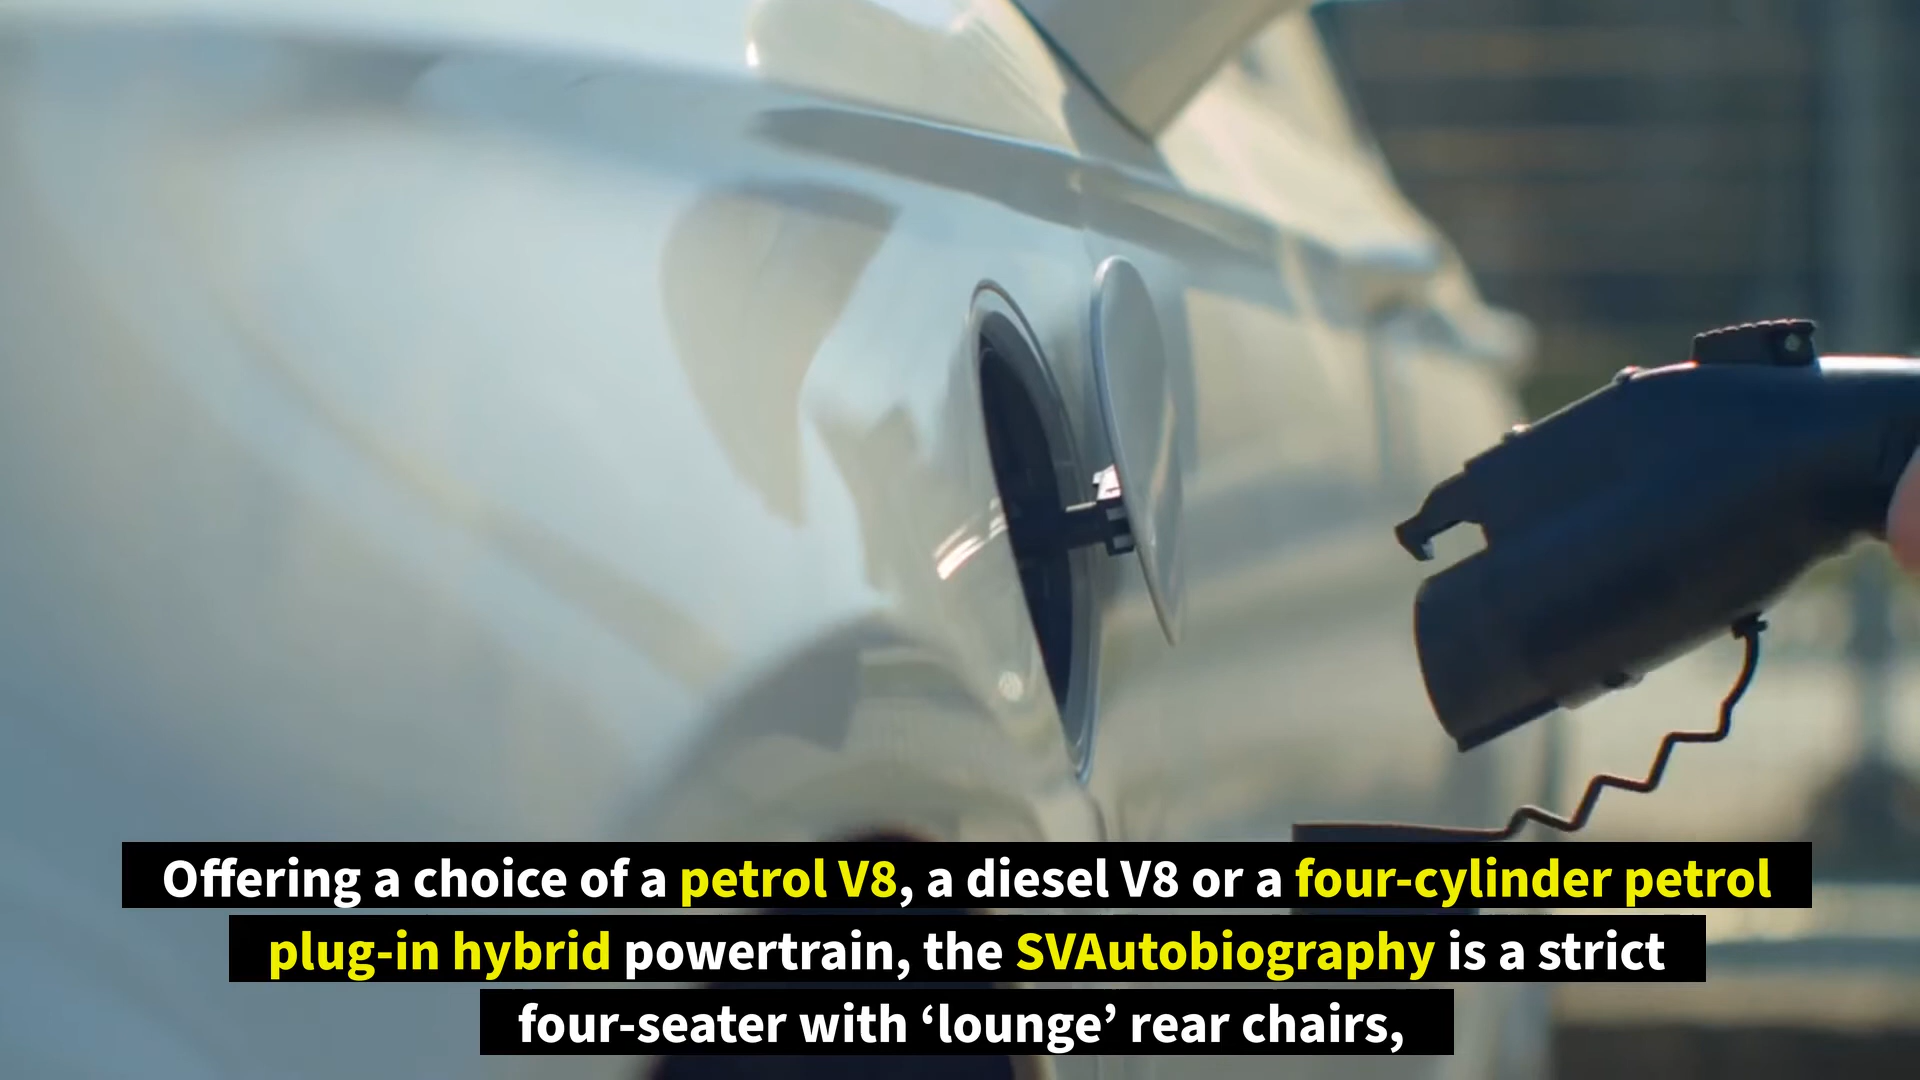 Offering a choice of a petrol V8, a diesel V8 or a four-cylinder petrol
plug-in hybrid powertrain, the SVAutobiography is a strict
four-seater with ‘lounge’ rear chairs,